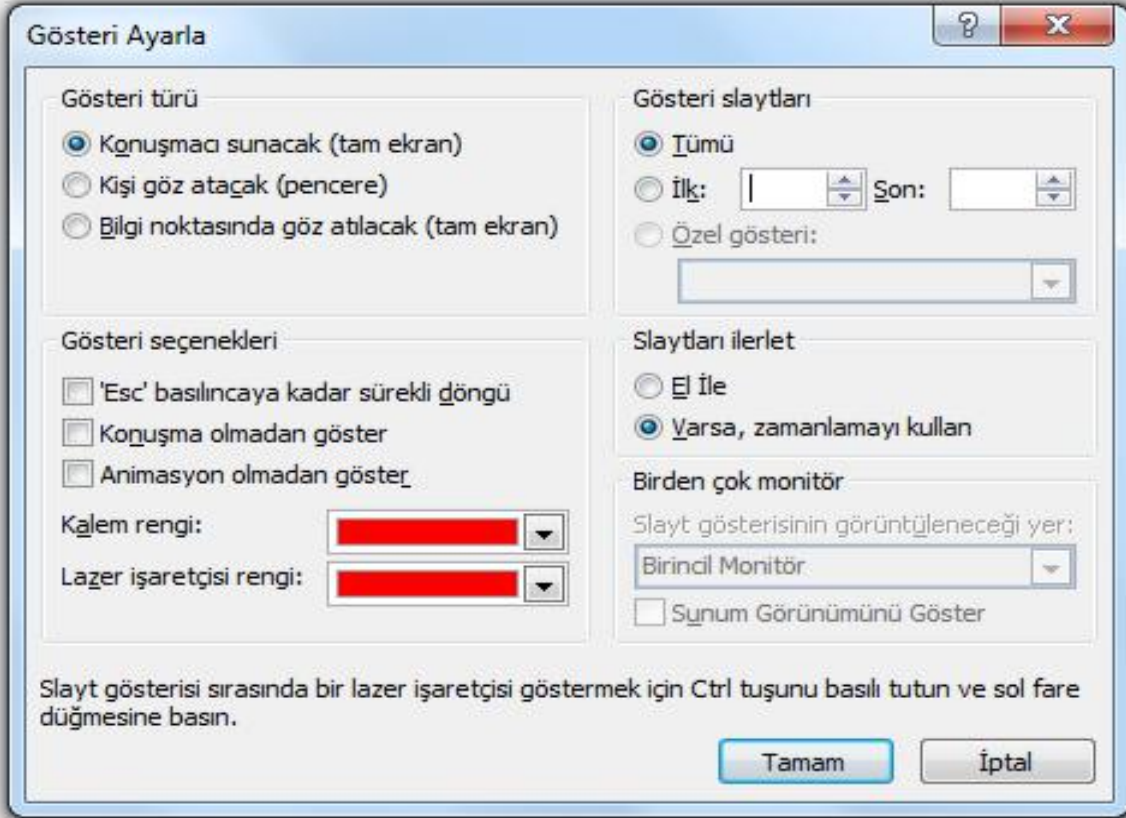 Gösteri Ayarla
Gösteri türü
Konuşmacı sunacak (tam ekran)
Kişi göz atacak (pencere)
Bilgi noktasında göz atılacak (tam ekran)
Gösteri slaytları
Tümü
İlk: Son:
Özel gösteri:
Gösteri seçenekleri
'Esc' basılıncaya kadar sürekli döngü
Konuşma olmadan göster
Animasyon olmadan göster
Kalem rengi:
Lazer işaretçisi rengi:
Slaytları ilerlet
El İle
Varsa, zamanlamayı kullan
Birden çok monitör
Slayt gösterisinin görüntüleneceği yer:
Birincil Monitör
Sunum Görünümünü Göster
Slayt gösterisi sırasında bir lazer işaretçisi göstermek için Ctrl tuşunu basılı tutun ve sol fare
düğmesine basın.
Tamam İptal